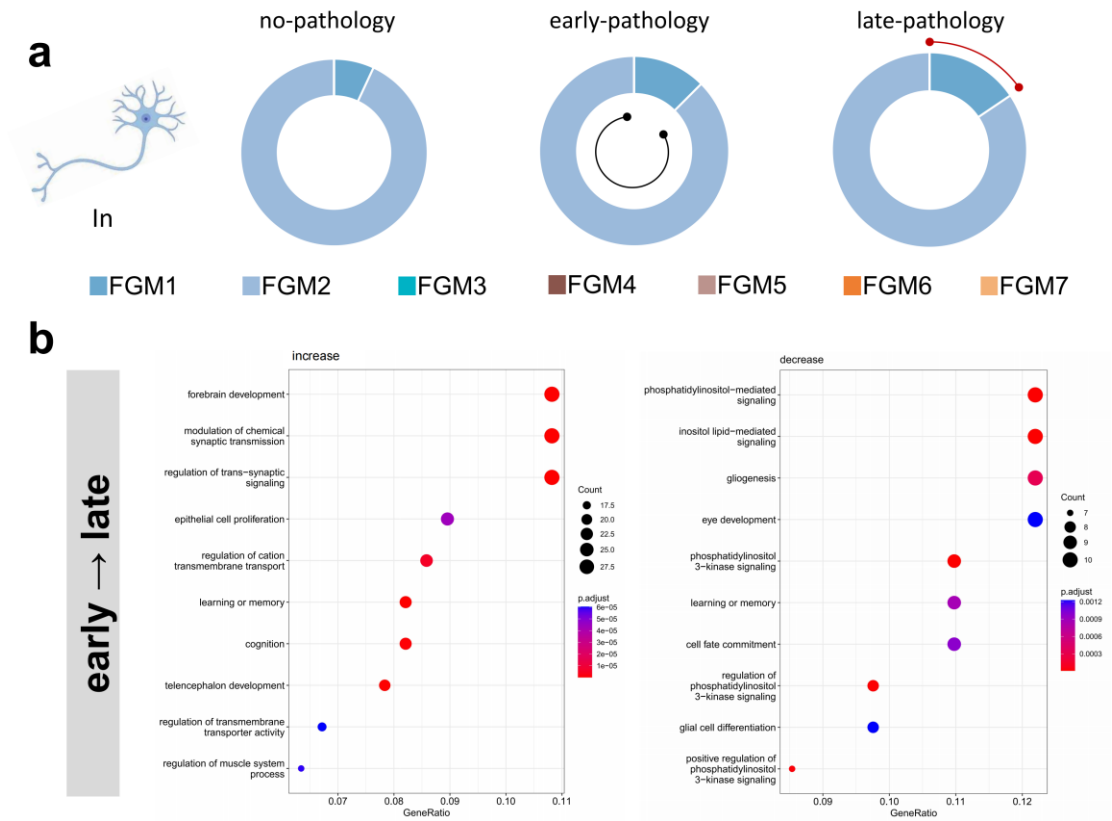 a
no-pathology
early-pathology
late-pathology
In
FGM1
FGM2
FGM3
FGM4
FGM5
FGM6
FGM7
b
early → late
increase
forebrain development
modulation of chemical
synaptic transmission
regulation of trans−synaptic
signaling
epithelial cell proliferation
regulation of cation
transmembrane transport
learning or memory
cognition
telencephalon development
regulation of transmembrane
transporter activity
regulation of muscle system
process
0.07
0.08
0.09
0.10
0.11
GeneRatio
Count
17.5
20.0
22.5
25.0
27.5
p.adjust
6e−05
5e−05
4e−05
3e−05
2e−05
1e−05
decrease
phosphatidylinositol−mediated
signaling
inositol lipid−mediated
signaling
gliogenesis
eye development
phosphatidylinositol
3−kinase signaling
learning or memory
cell fate commitment
regulation of
phosphatidylinositol
3−kinase signaling
glial cell differentiation
positive regulation of
phosphatidylinositol
3−kinase signaling
0.09
0.10
0.11
0.12
GeneRatio
Count
7
8
9
10
p.adjust
0.0012
0.0009
0.0006
0.0003